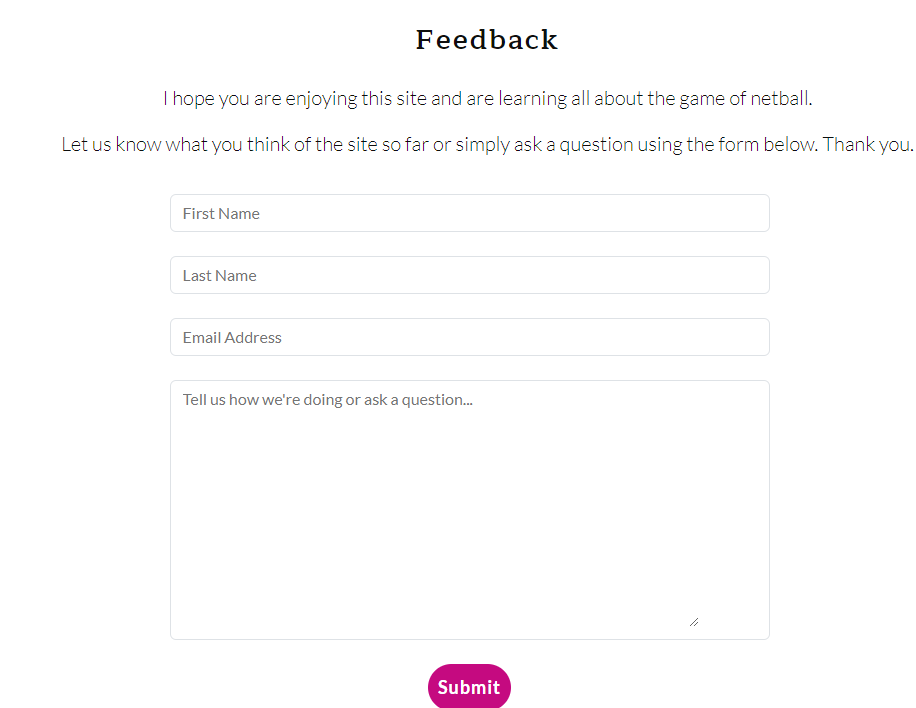 Feedback
I hope you are enjoying this site and are learning all about the game of netball.
Let us know what you think of the site so far or simply ask a question using the form below. Thank you.
First Name
Last Name
Email Address
Tell us how we're doing or ask a question...
Submit